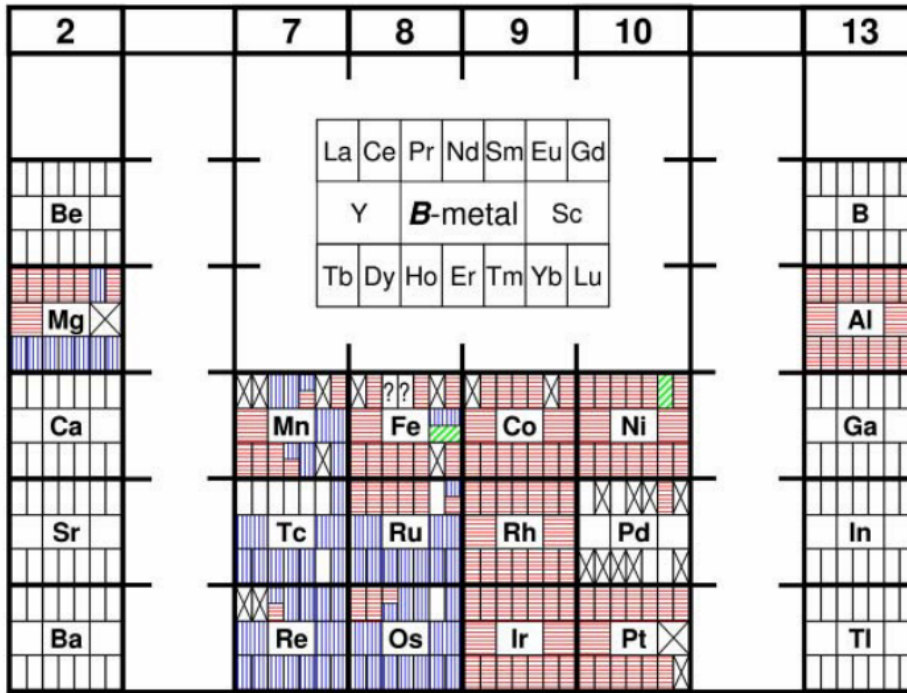 2 7 8 9 10 13
La Ce Pr Nd Sm Eu Gd
Y B-metal Sc
Be B
Tb Dy Ho Er Tm Yb Lu
Mg Al
?? 
Ca Mn Fe Co Ni Ga
Sr Tc Ru Rh Pd In
Ba Re Os Ir Pt Tl